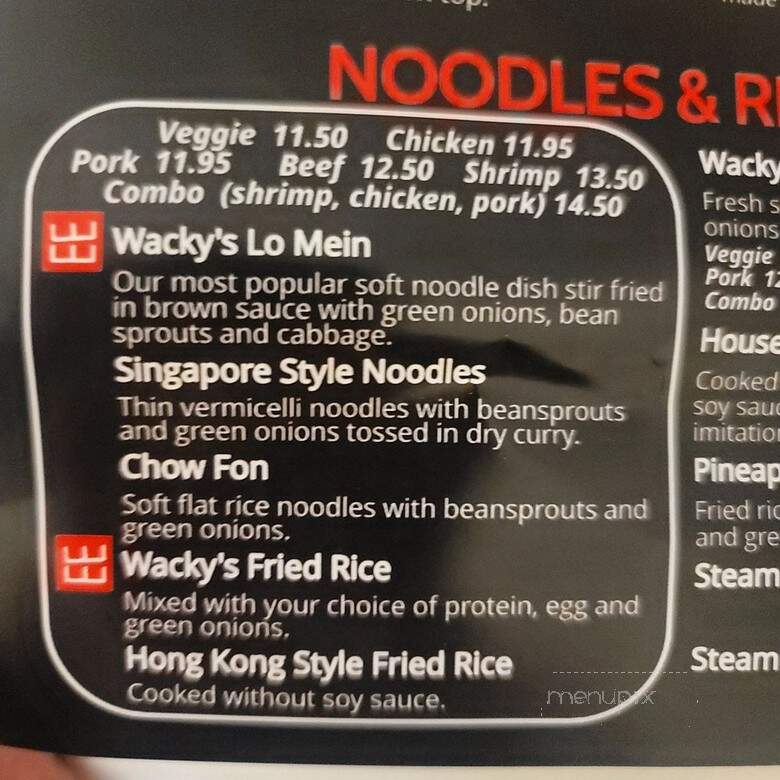 top.
NOODLES & RI
Veggie 11.50 Chicken 11.95
Pork 11.95 Beef 12.50 Shrimp 13.50
Combo (shrimp, chicken, pork) 14.50
Wacky's Lo Mein
Our most popular soft noodle dish stir fried
in brown sauce with green onions, bean
sprouts and cabbage.
Singapore Style Noodles
Thin vermicelli noodles with beansprouts
and green onions tossed in dry curry.
Chow Fon
Soft flat rice noodles with beansprouts and
green onions.
Wacky's Fried Rice
Mixed with your choice of protein, egg and
green onions.
Hong Kong Style Fried Rice
Cooked without soy sauce.
Wacky
Fresh s
onions
Veggie
Pork 12
Combo
House
Cooked
soy sauc
imitatio
Pineap
Fried ric
and gre
Steam
Steam
menupix